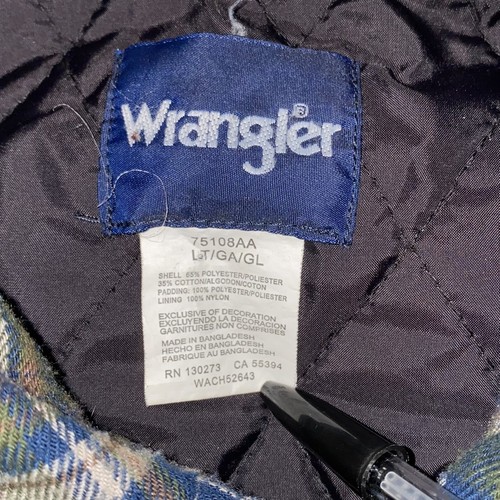 Wrangler®
75108AA
LT/GA/GL
SHELL: 65% POLYESTER/POLIESTER
35% COTTON/ALGODON/COTON
PADDING: 100% POLYESTER/POLIESTER
LINING: 100% NYLON
EXCLUSIVE OF DECORATION
EXCLUYENDO LA DECORACION
GARNITURES NON COMPRISES
MADE IN BANGLADESH
HECHO EN BANGLADESH
FABRIQUE AU BANGLADESH
RN 130273 CA 55394
WACH52643